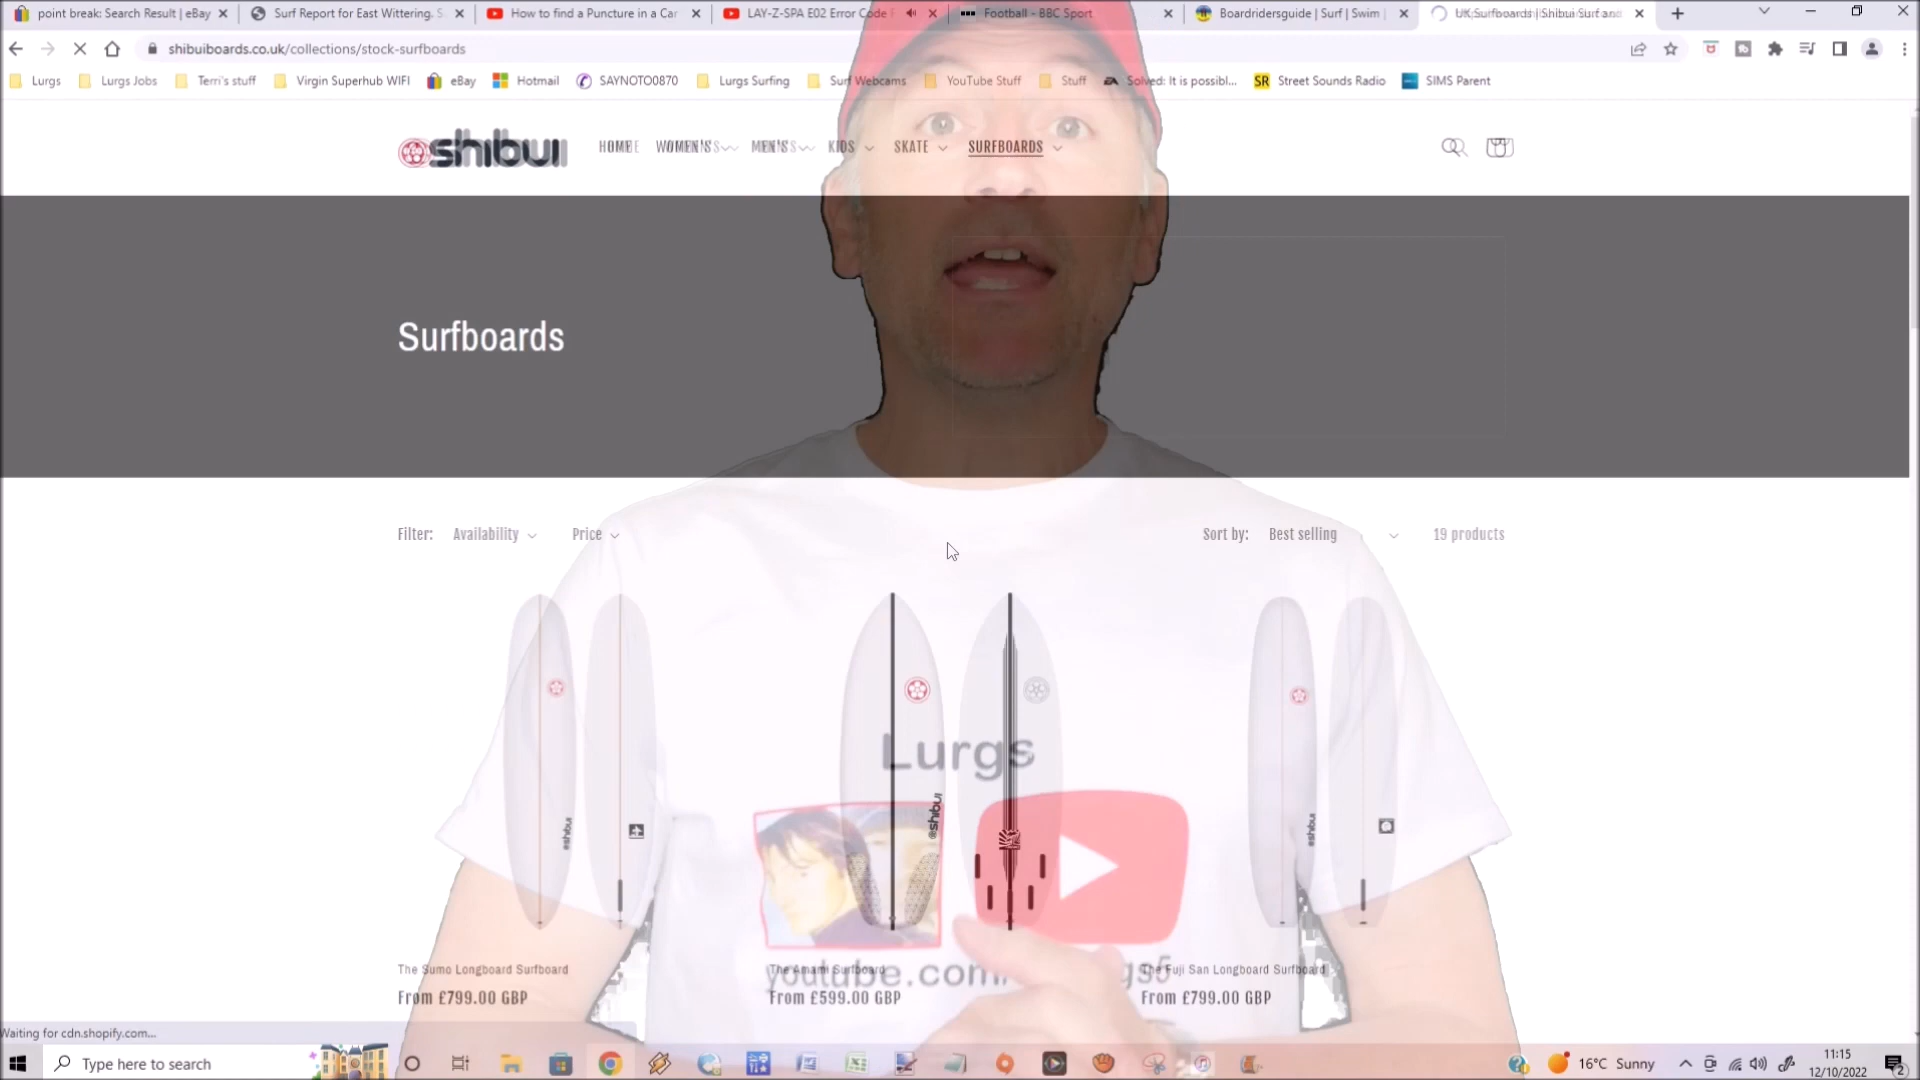 point break: Search Result | eBay
Surf Report for East Wittering. S
How to find a Puncture in a Car
LAY-Z-SPA E02 Error Code
Football - BBC Sport
Boardridersguide | Surf | Swim |
shibuiboards.co.uk/collections/stock-surfboards
Lurgs
Lurgs Jobs
Terri's stuff
Virgin Superhub WIFI
eBay
Hotmail
SAYNOTO0870
Lurgs Surfing
Surf Webcams
YouTube Stuff
Stuff
Solved: It is possibl...
SR Street Sounds Radio
SIMS Parent
shibui
HOME
WOMEN'S
MEN'S
KIDS
SKATE
SURFBOARDS
Surfboards
Filter:
Availability
Price
Sort by:
Best selling
19 products
Lurgs
shibui
shibui
shibui
youtube.com/
gs5
The Sumo Longboard Surfboard
The Amami Surfboard
The Fuji San Longboard Surfboard
From £799.00 GBP
From £599.00 GBP
From £799.00 GBP
Waiting for cdn.shopify.com...
Type here to search
16°C Sunny
11:15
12/10/2022
2